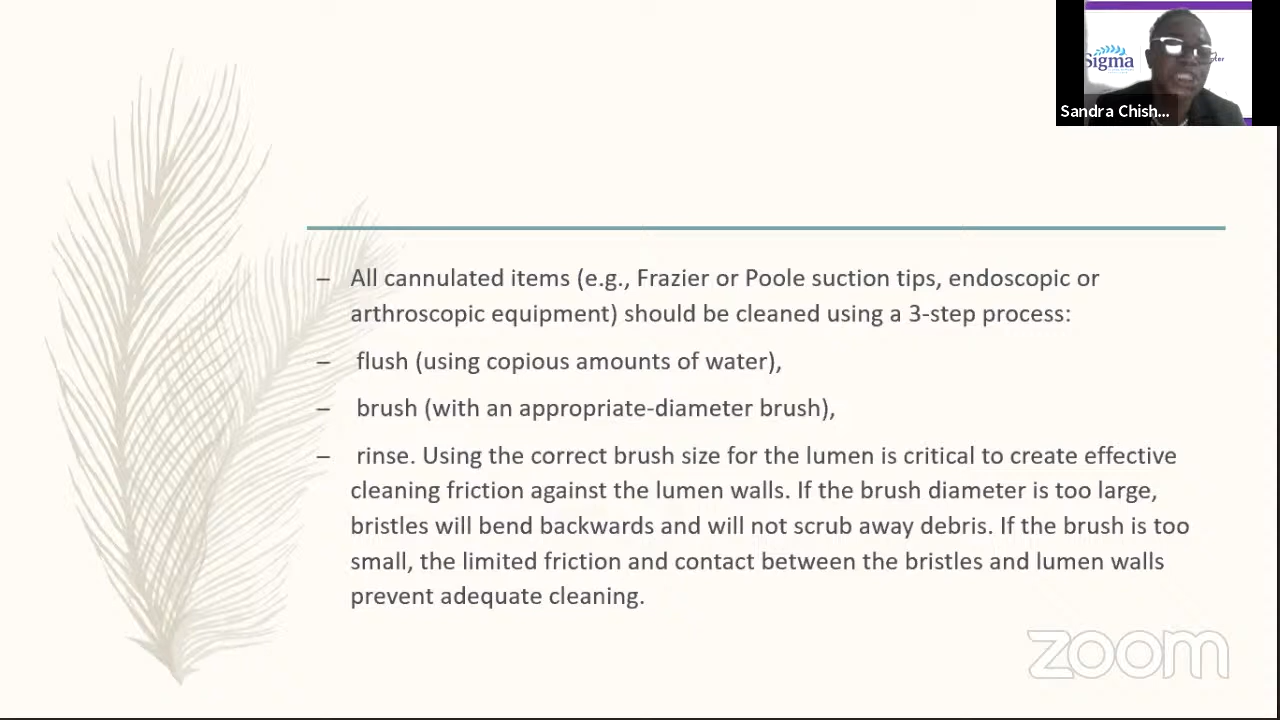 Sigma
Sandra Chish...
– All cannulated items (e.g., Frazier or Poole suction tips, endoscopic or
arthroscopic equipment) should be cleaned using a 3-step process:
– flush (using copious amounts of water),
– brush (with an appropriate-diameter brush),
– rinse. Using the correct brush size for the lumen is critical to create effective
cleaning friction against the lumen walls. If the brush diameter is too large,
bristles will bend backwards and will not scrub away debris. If the brush is too
small, the limited friction and contact between the bristles and lumen walls
prevent adequate cleaning.
zoom